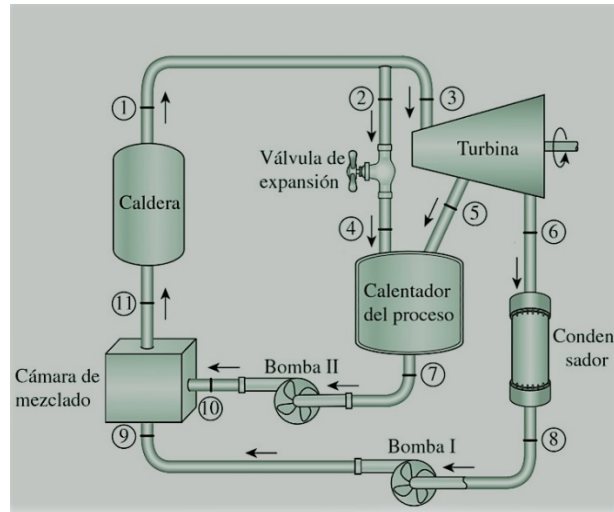 1
2
3
Válvula de
expansión
Turbina
Caldera
4
5
6
Calentador
del proceso
11
Conden-
sador
Cámara de
mezclado
Bomba II
7
10
9
Bomba I
8